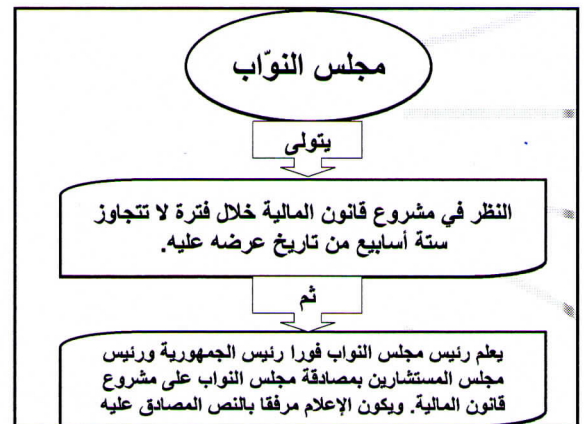 مجلس النوّاب
يتولى
النظر في مشروع قانون المالية خلال فترة لا تتجاوز
ستة أسابيع من تاريخ عرضه عليه.
ثم
يعلم رئيس مجلس النواب فورا رئيس الجمهورية ورئيس
مجلس المستشارين بمصادقة مجلس النواب على مشروع
قانون المالية. ويكون الإعلام مرفقا بالنص المصادق عليه